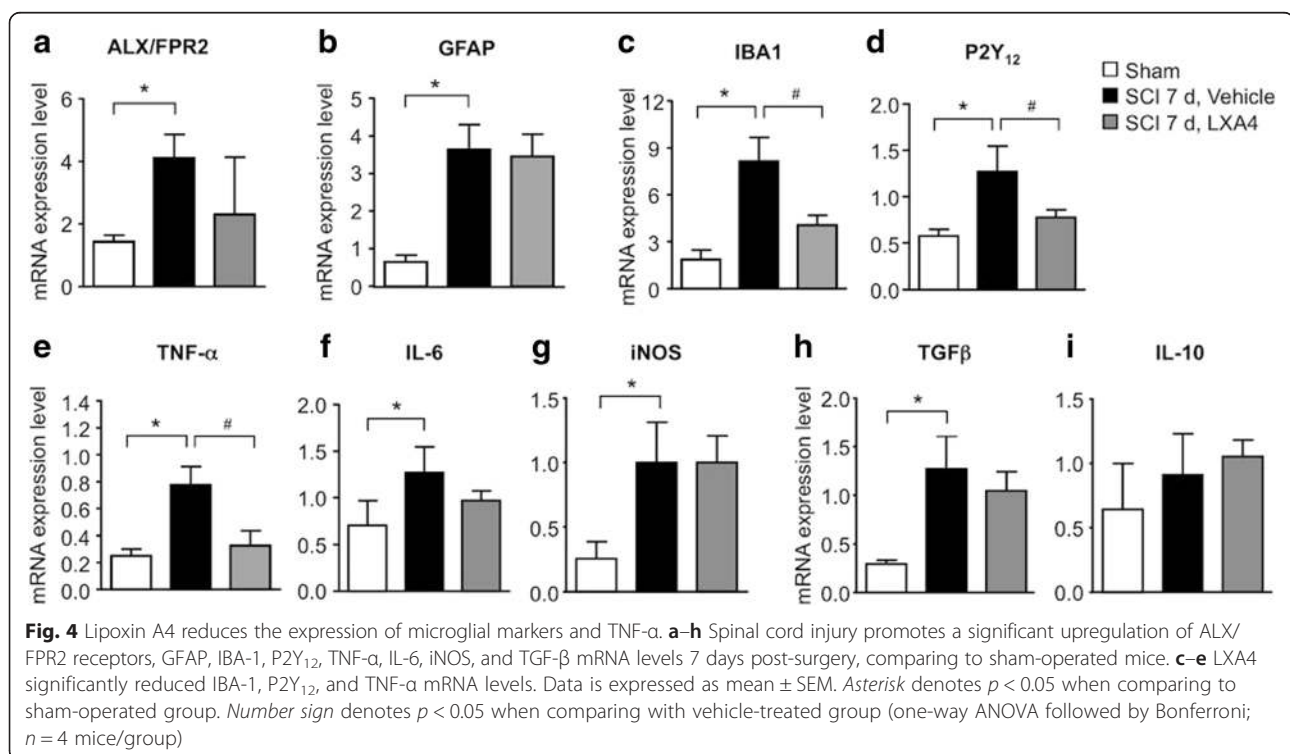 a ALX/FPR2
mRNA expression level
6
4
2
0
*
b GFAP
5
4
3
2
1
0
*
c IBA1
mRNA expression level
12
9
6
3
0
* #
d P2Y12
2.0
1.5
1.0
0.5
0.0
* #
Sham
SCI 7 d, Vehicle
SCI 7 d, LXA4
e TNF-α
mRNA expression level
1.4
1.2
1.0
0.8
0.6
0.4
0.2
0.0
* #
f IL-6
2.0
1.5
1.0
0.5
0.0
*
g iNOS
1.5
1.0
0.5
0.0
*
h TGFβ
mRNA expression level
2.0
1.5
1.0
0.5
0.0
*
i IL-10
1.5
1.0
0.5
0.0
Fig. 4 Lipoxin A4 reduces the expression of microglial markers and TNF-α. a–h Spinal cord injury promotes a significant upregulation of ALX/
FPR2 receptors, GFAP, IBA-1, P2Y12, TNF-α, IL-6, iNOS, and TGF-β mRNA levels 7 days post-surgery, comparing to sham-operated mice. c–e LXA4
significantly reduced IBA-1, P2Y12, and TNF-α mRNA levels. Data is expressed as mean ± SEM. Asterisk denotes p < 0.05 when comparing to
sham-operated group. Number sign denotes p < 0.05 when comparing with vehicle-treated group (one-way ANOVA followed by Bonferroni;
n = 4 mice/group)